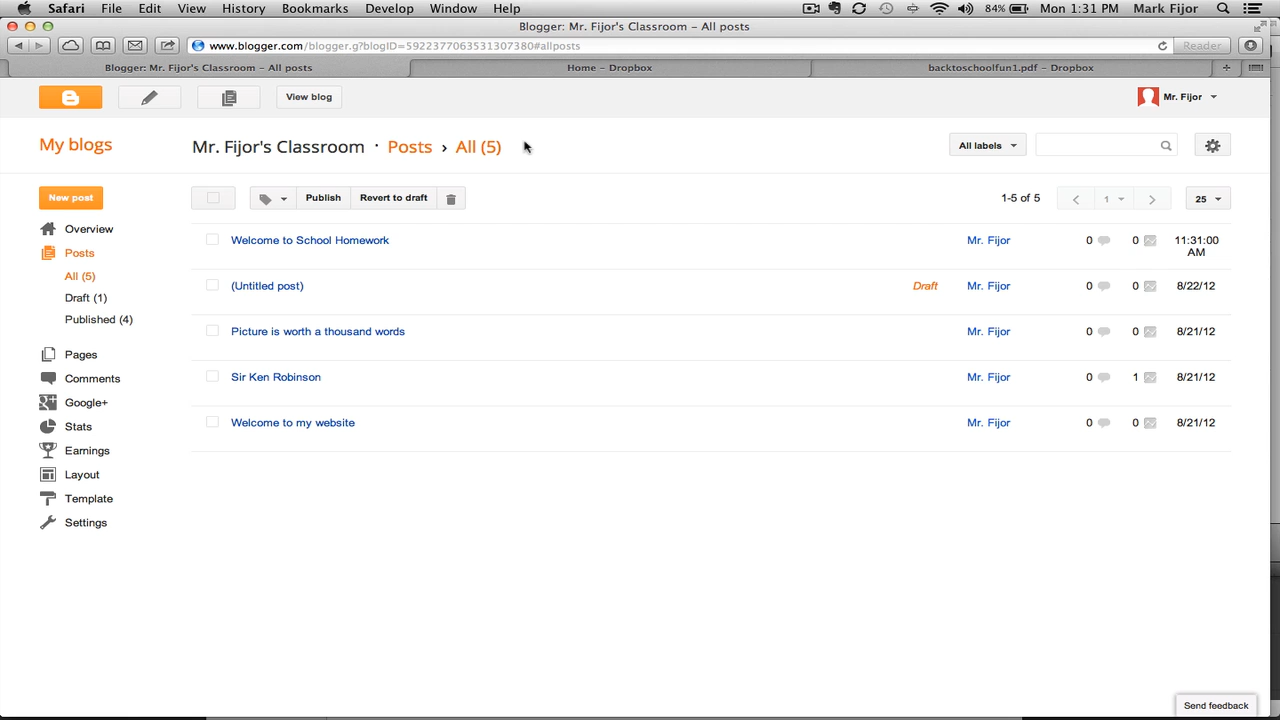 Safari File Edit View History Bookmarks Develop Window Help 84% Mon 1:31 PM Mark Fijor
Blogger: Mr. Fijor's Classroom – All posts
www.blogger.com/blogger.g?blogID=5922377063531307380#allposts Reader
Blogger: Mr. Fijor's Classroom – All posts Home – Dropbox backtoschoolfun1.pdf – Dropbox +
View blog Mr. Fijor
My blogs Mr. Fijor's Classroom · Posts › All (5) All labels
New post Publish Revert to draft 1-5 of 5 1 25
Overview
Posts
All (5)
Draft (1)
Published (4)
Pages
Comments
Google+
Stats
Earnings
Layout
Template
Settings
Welcome to School Homework Mr. Fijor 0 0 11:31:00
AM
(Untitled post) Draft Mr. Fijor 0 0 8/22/12
Picture is worth a thousand words Mr. Fijor 0 0 8/21/12
Sir Ken Robinson Mr. Fijor 0 1 8/21/12
Welcome to my website Mr. Fijor 0 0 8/21/12
Send feedback